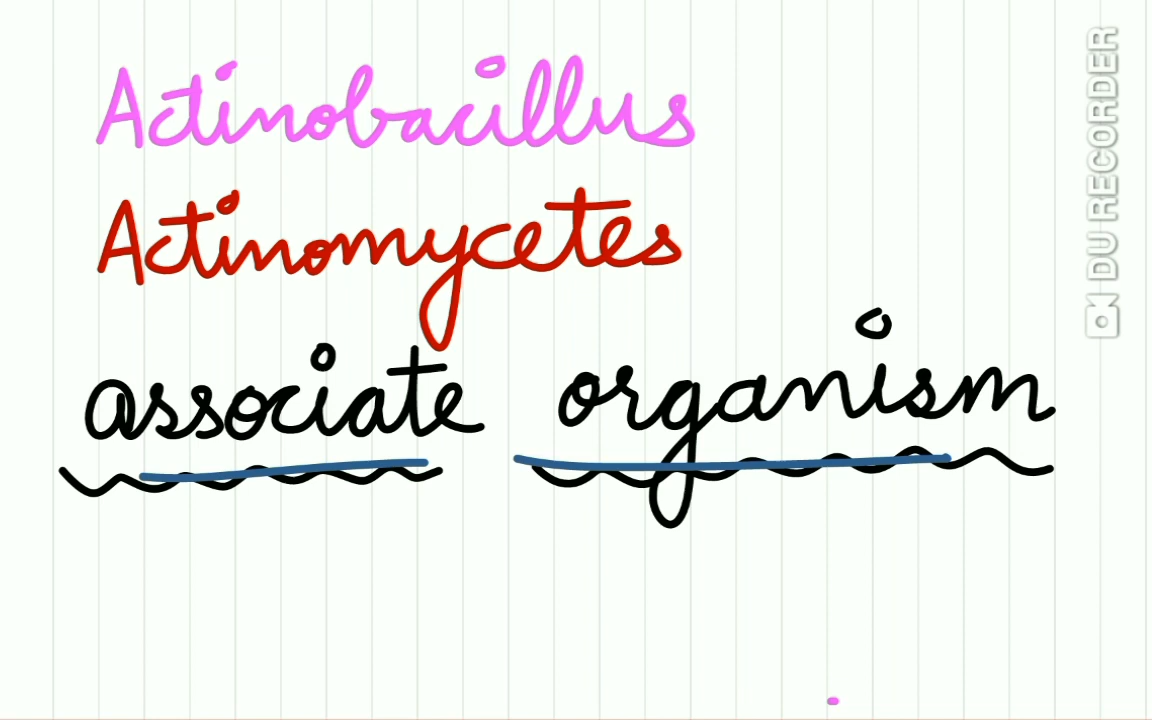 Actinobacillus
Actinomycetes
associate organism
DU RECORDER